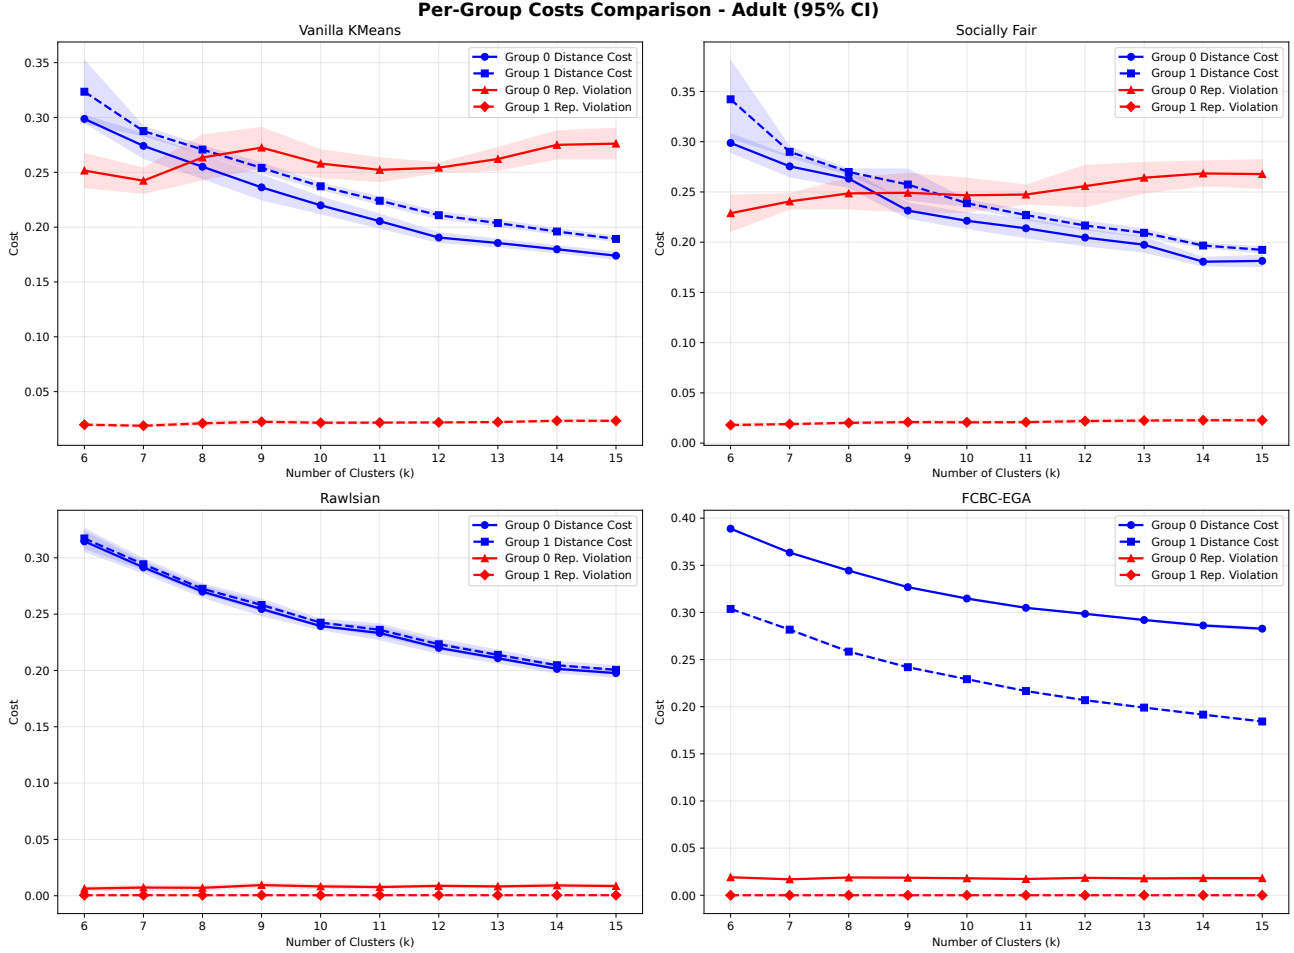 Per-Group Costs Comparison - Adult (95% CI)
Vanilla KMeans
Cost
0.35
0.30
0.25
0.20
0.15
0.10
0.05
Group 0 Distance Cost
Group 1 Distance Cost
Group 0 Rep. Violation
Group 1 Rep. Violation
6 7 8 9 10 11 12 13 14 15
Number of Clusters (k)
Socially Fair
Cost
0.35
0.30
0.25
0.20
0.15
0.10
0.05
0.00
Group 0 Distance Cost
Group 1 Distance Cost
Group 0 Rep. Violation
Group 1 Rep. Violation
6 7 8 9 10 11 12 13 14 15
Number of Clusters (k)
Rawlsian
Cost
0.30
0.25
0.20
0.15
0.10
0.05
0.00
Group 0 Distance Cost
Group 1 Distance Cost
Group 0 Rep. Violation
Group 1 Rep. Violation
6 7 8 9 10 11 12 13 14 15
Number of Clusters (k)
FCBC-EGA
Cost
0.40
0.35
0.30
0.25
0.20
0.15
0.10
0.05
0.00
Group 0 Distance Cost
Group 1 Distance Cost
Group 0 Rep. Violation
Group 1 Rep. Violation
6 7 8 9 10 11 12 13 14 15
Number of Clusters (k)